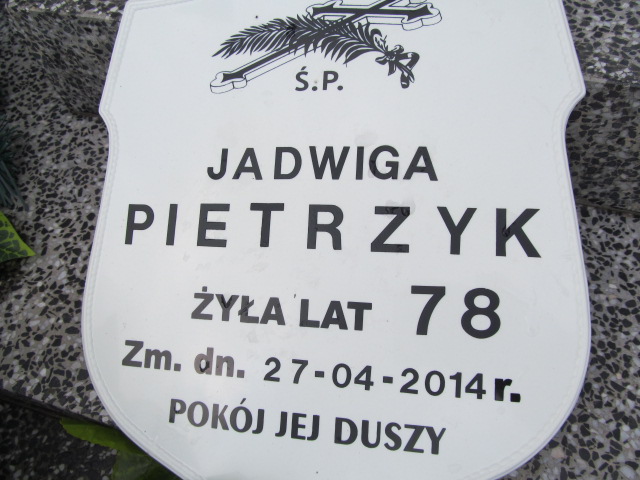 Ś.P.
JADWIGA
PIETRZYK
ŻYŁA LAT 78
Zm. dn. 27-04-2014 r.
POKÓJ JEJ DUSZY